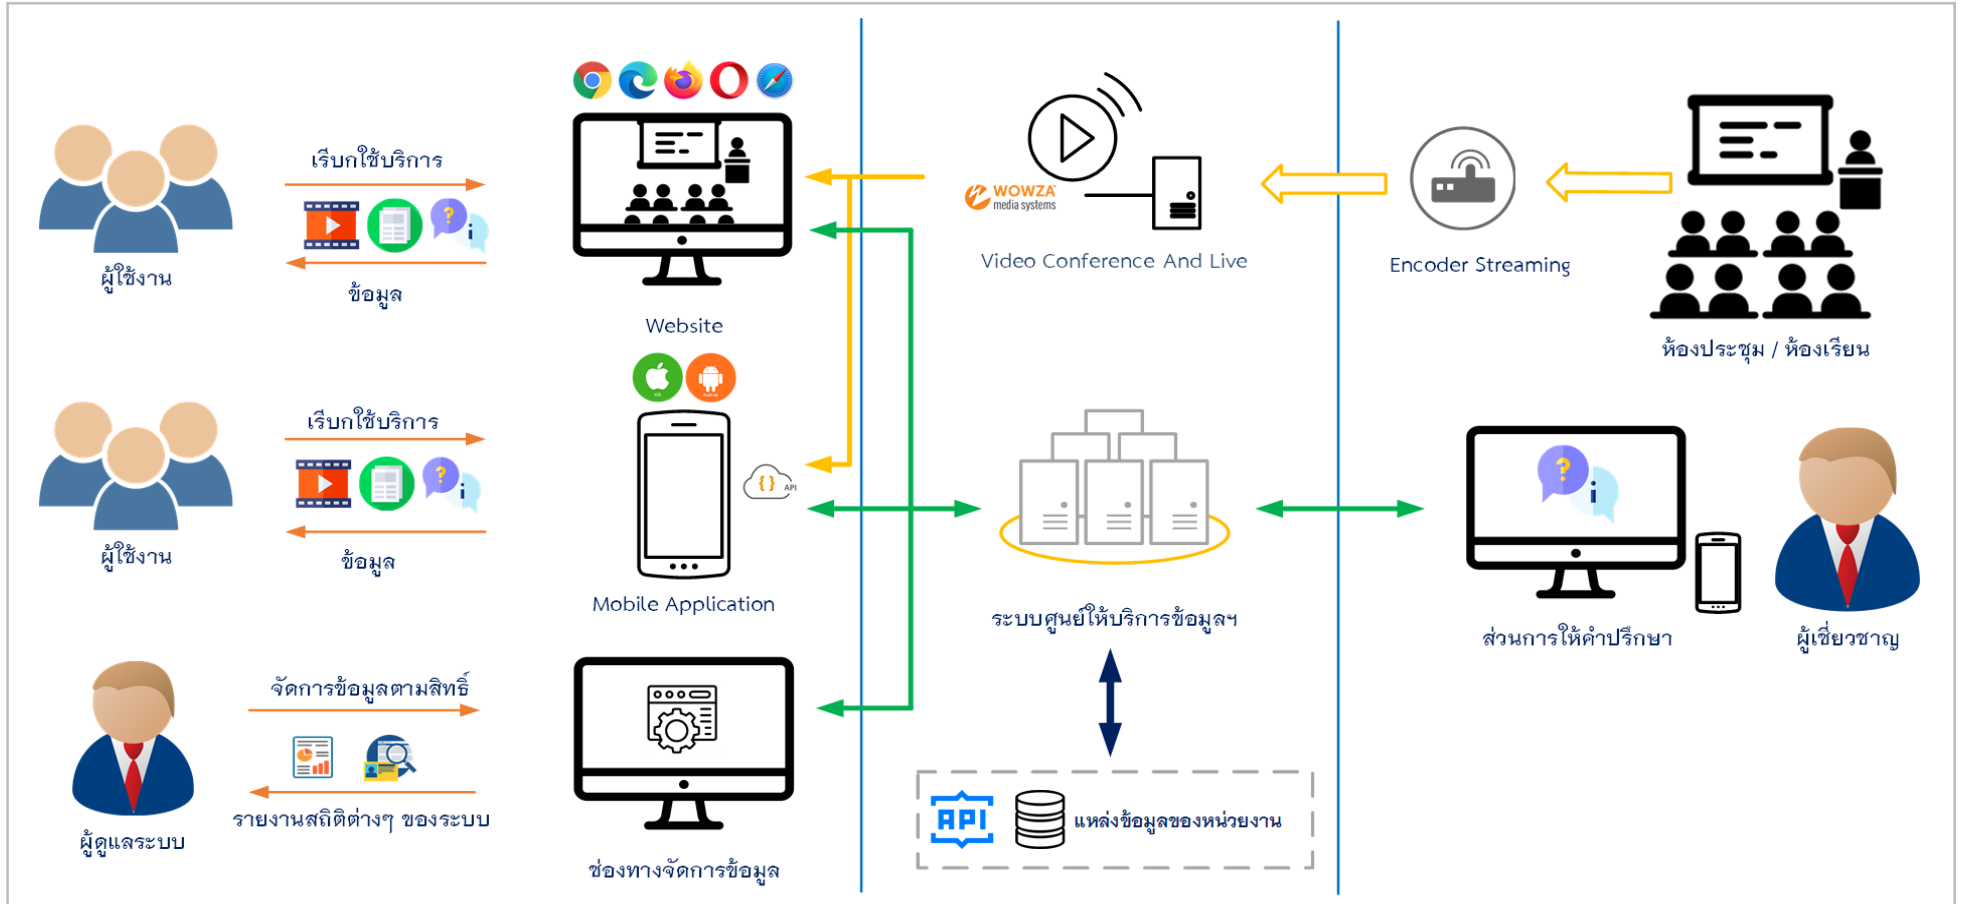 เรียกใช้บริการ
ผู้ใช้งาน
ข้อมูล
Website
WOWZA
media systems
Video Conference And Live
Encoder Streaming
ห้องประชุม / ห้องเรียน
เรียกใช้บริการ
ผู้ใช้งาน
ข้อมูล
{ } API
Mobile Application
ระบบศูนย์ให้บริการข้อมูลฯ
ส่วนการให้คำปรึกษา
ผู้เชี่ยวชาญ
จัดการข้อมูลตามสิทธิ์
รายงานสถิติต่างๆ ของระบบ
ผู้ดูแลระบบ
ช่องทางจัดการข้อมูล
API
แหล่งข้อมูลของหน่วยงาน